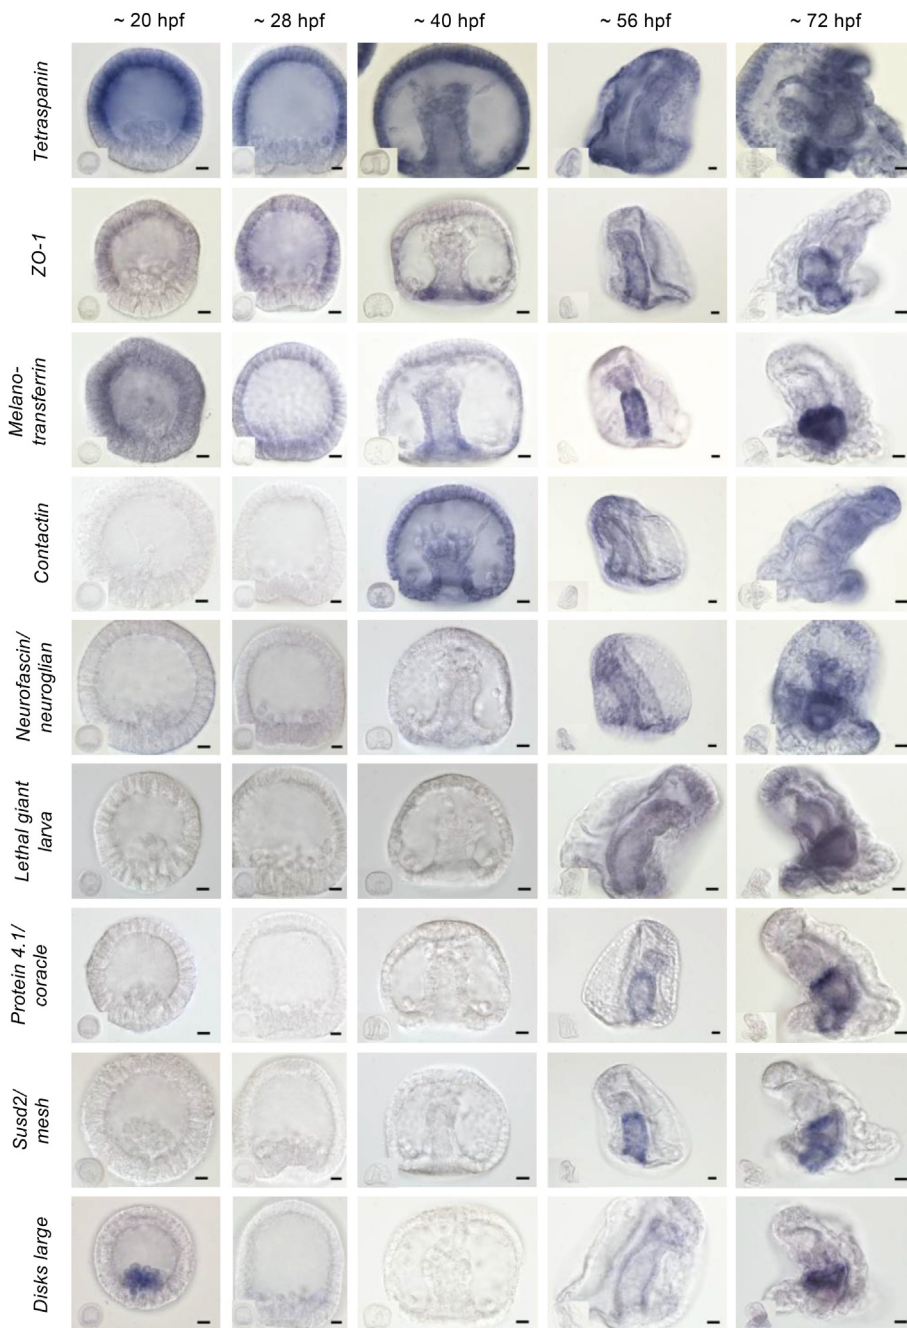 ~ 20 hpf ~ 28 hpf ~ 40 hpf ~ 56 hpf ~ 72 hpf
Tetraspanin
ZO-1
Melano-
transferrin
Contactin
Neurofascin/
neuroglian
Lethal giant
larva
Protein 4.1/
coracle
Susd2/
mesh
Disks large